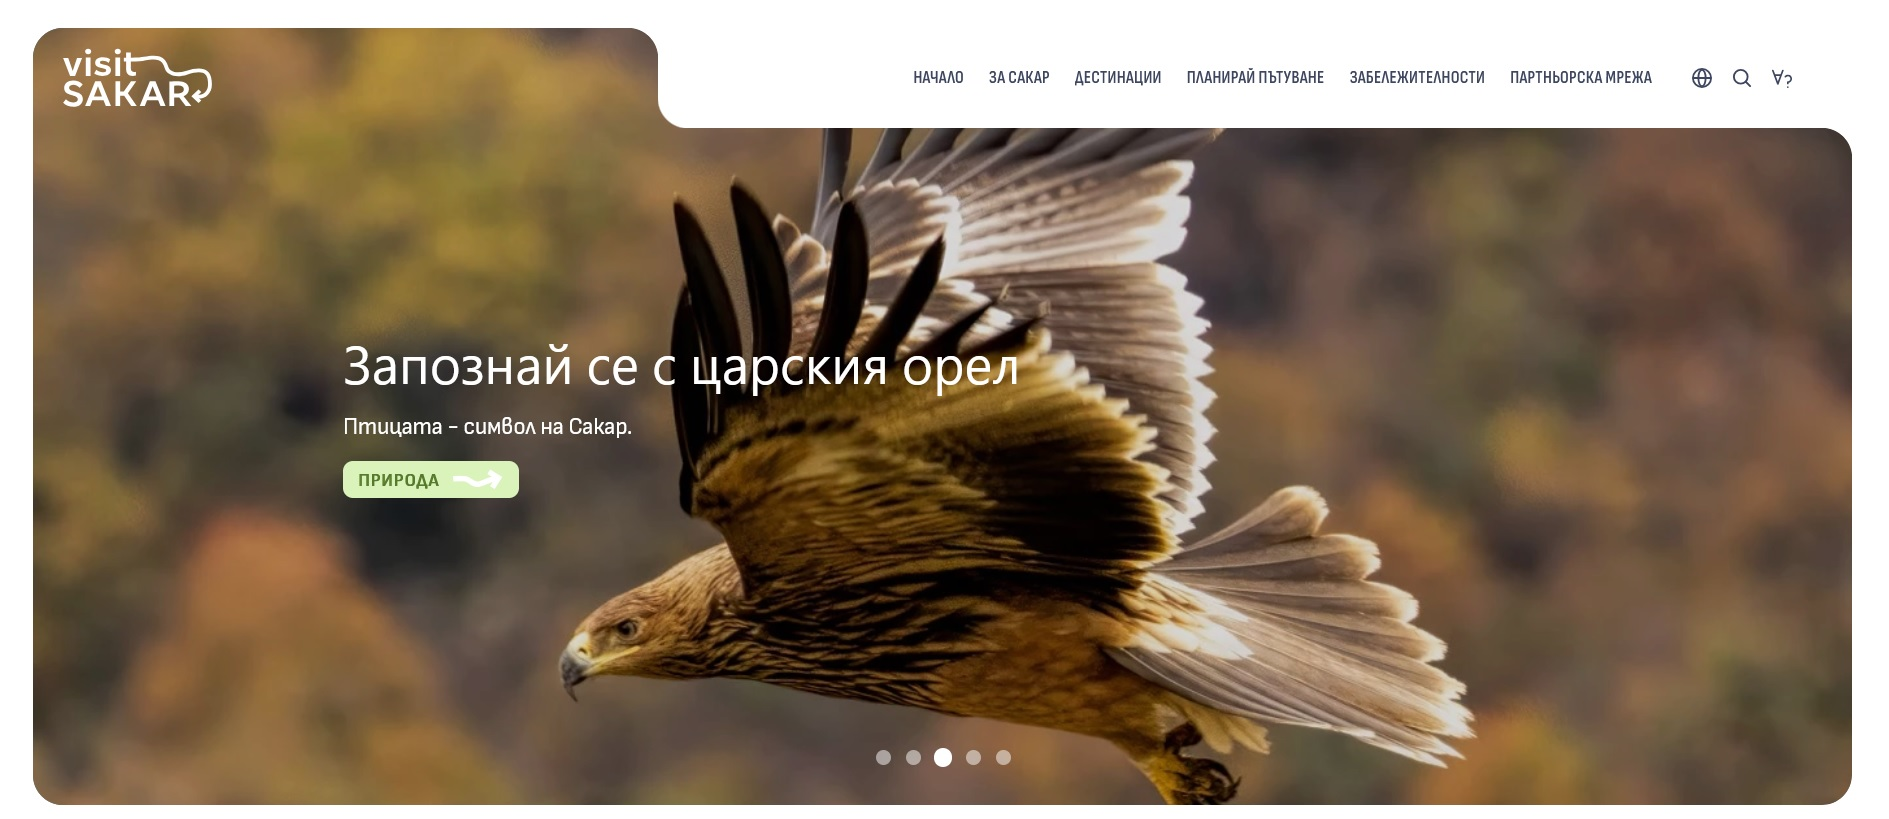 visit
SAKAR
НАЧАЛО ЗА САКАР ДЕСТИНАЦИИ ПЛАНИРАЙ ПЪТУВАНЕ ЗАБЕЛЕЖИТЕЛНОСТИ ПАРТНЬОРСКА МРЕЖА
Запознай се с царския орел
Птицата - символ на Сакар.
ПРИРОДА